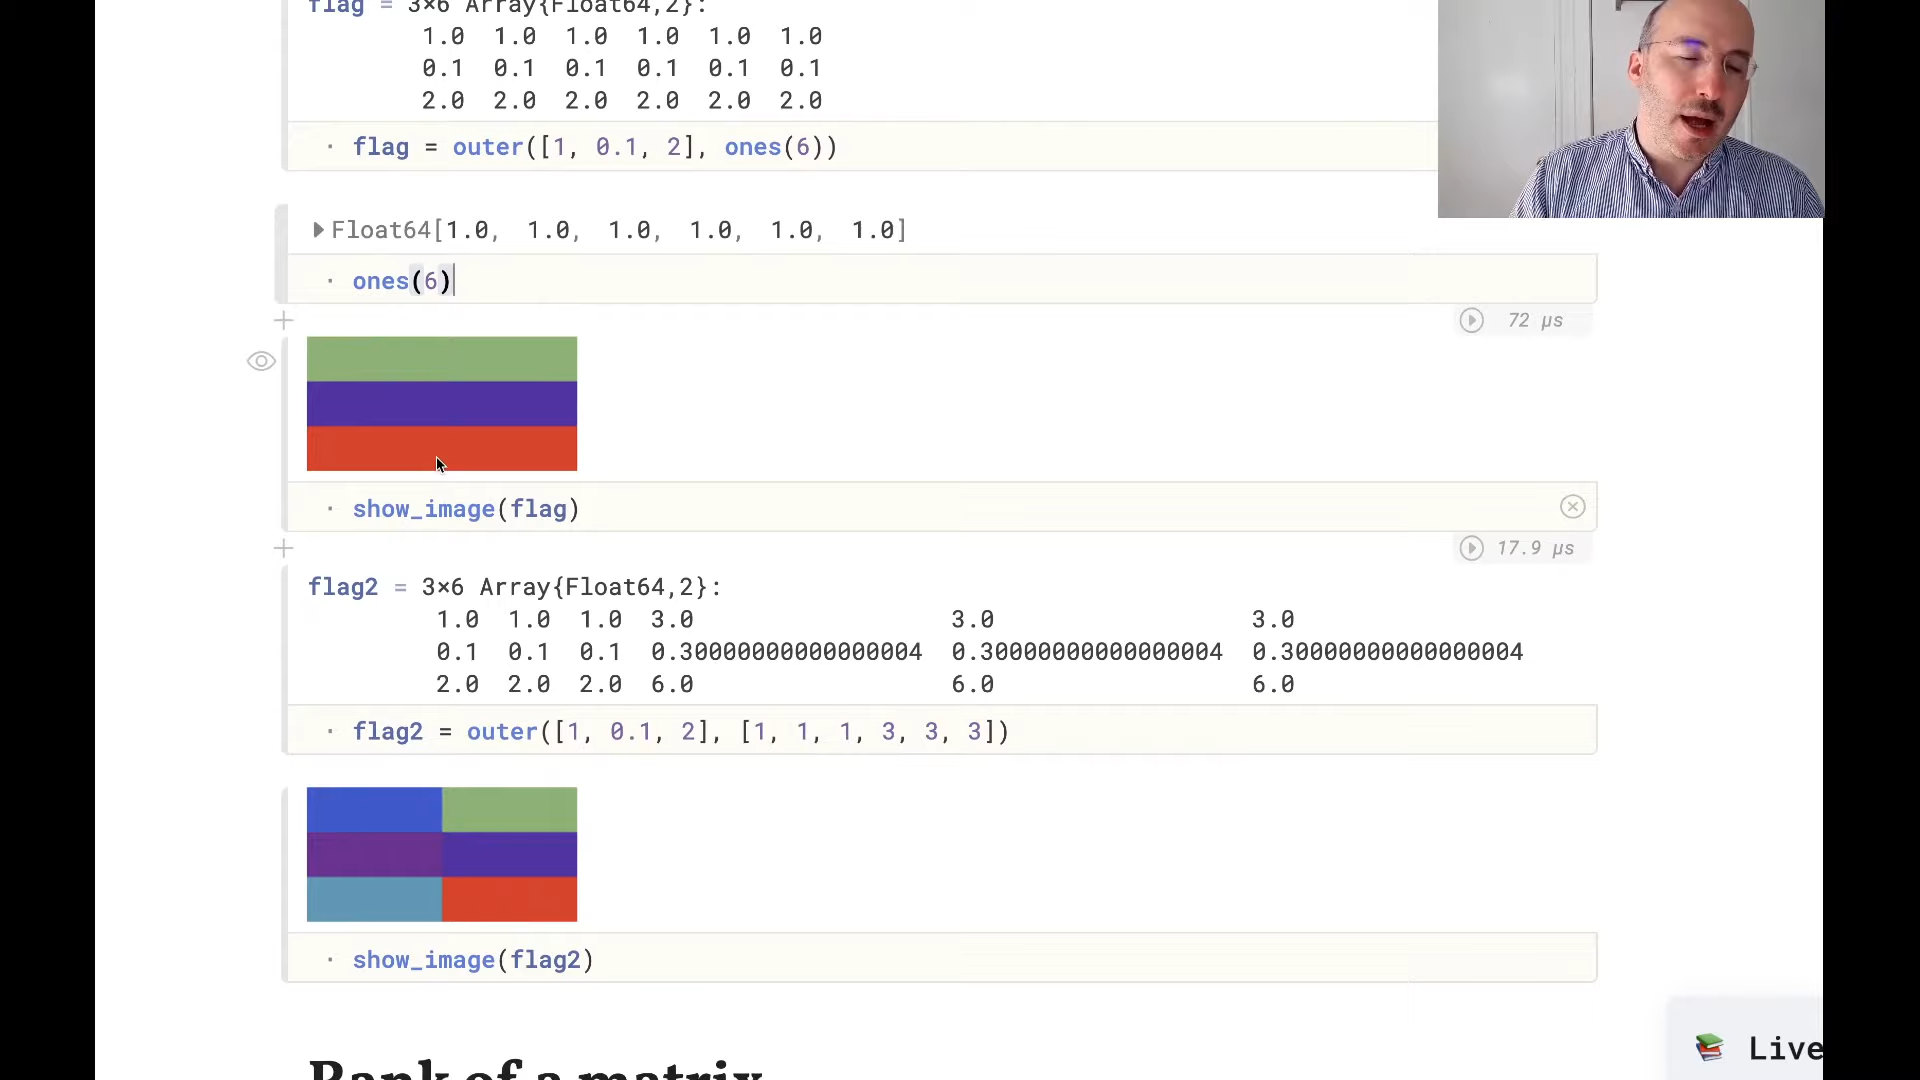 flag = 3×6 Array{Float64,2}:
1.0 1.0 1.0 1.0 1.0 1.0
0.1 0.1 0.1 0.1 0.1 0.1
2.0 2.0 2.0 2.0 2.0 2.0
· flag = outer([1, 0.1, 2], ones(6))
Float64[1.0, 1.0, 1.0, 1.0, 1.0, 1.0]
· ones(6)
72 μs
· show_image(flag)
17.9 μs
flag2 = 3×6 Array{Float64,2}:
1.0 1.0 1.0 3.0 3.0 3.0
0.1 0.1 0.1 0.30000000000000004 0.30000000000000004 0.30000000000000004
2.0 2.0 2.0 6.0 6.0 6.0
· flag2 = outer([1, 0.1, 2], [1, 1, 1, 3, 3, 3])
· show_image(flag2)
Live
Rank of a matrix